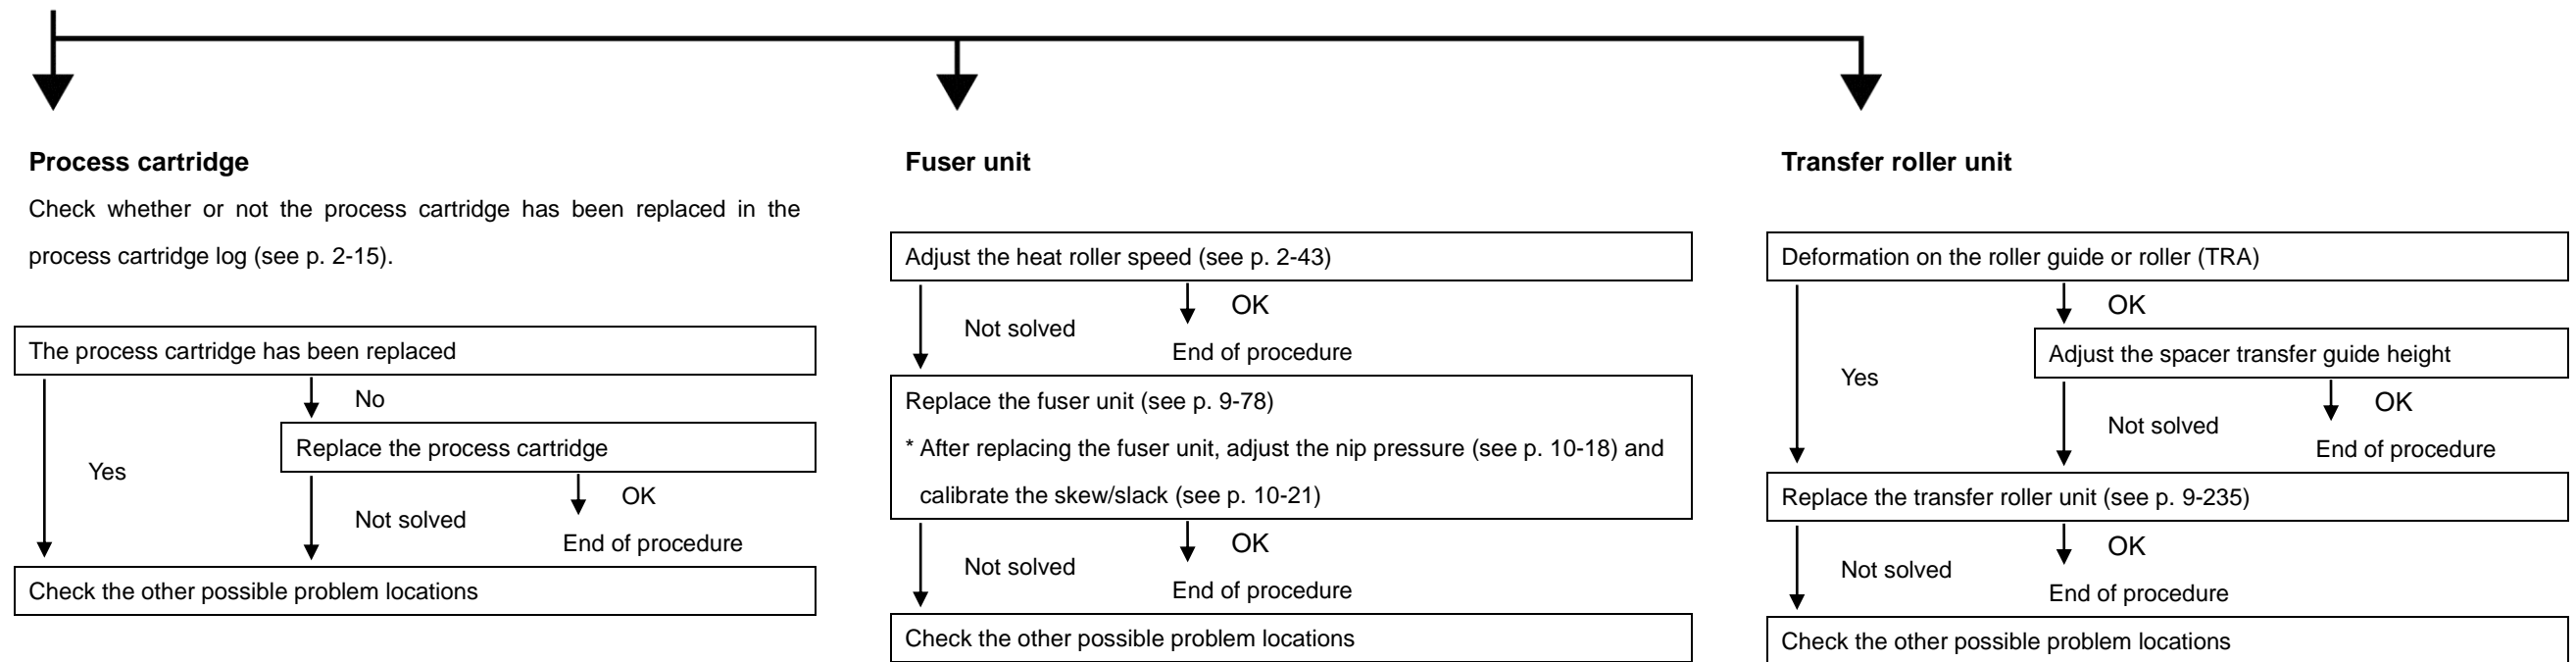 Process cartridge
Check whether or not the process cartridge has been replaced in the
process cartridge log (see p. 2-15).
The process cartridge has been replaced
No
Yes
Replace the process cartridge
OK
Not solved
End of procedure
Check the other possible problem locations
Fuser unit
Adjust the heat roller speed (see p. 2-43)
OK
Not solved
End of procedure
Replace the fuser unit (see p. 9-78)
* After replacing the fuser unit, adjust the nip pressure (see p. 10-18) and
calibrate the skew/slack (see p. 10-21)
OK
Not solved
End of procedure
Check the other possible problem locations
Transfer roller unit
Deformation on the roller guide or roller (TRA)
OK
Yes
Adjust the spacer transfer guide height
OK
Not solved
End of procedure
Replace the transfer roller unit (see p. 9-235)
OK
Not solved
End of procedure
Check the other possible problem locations